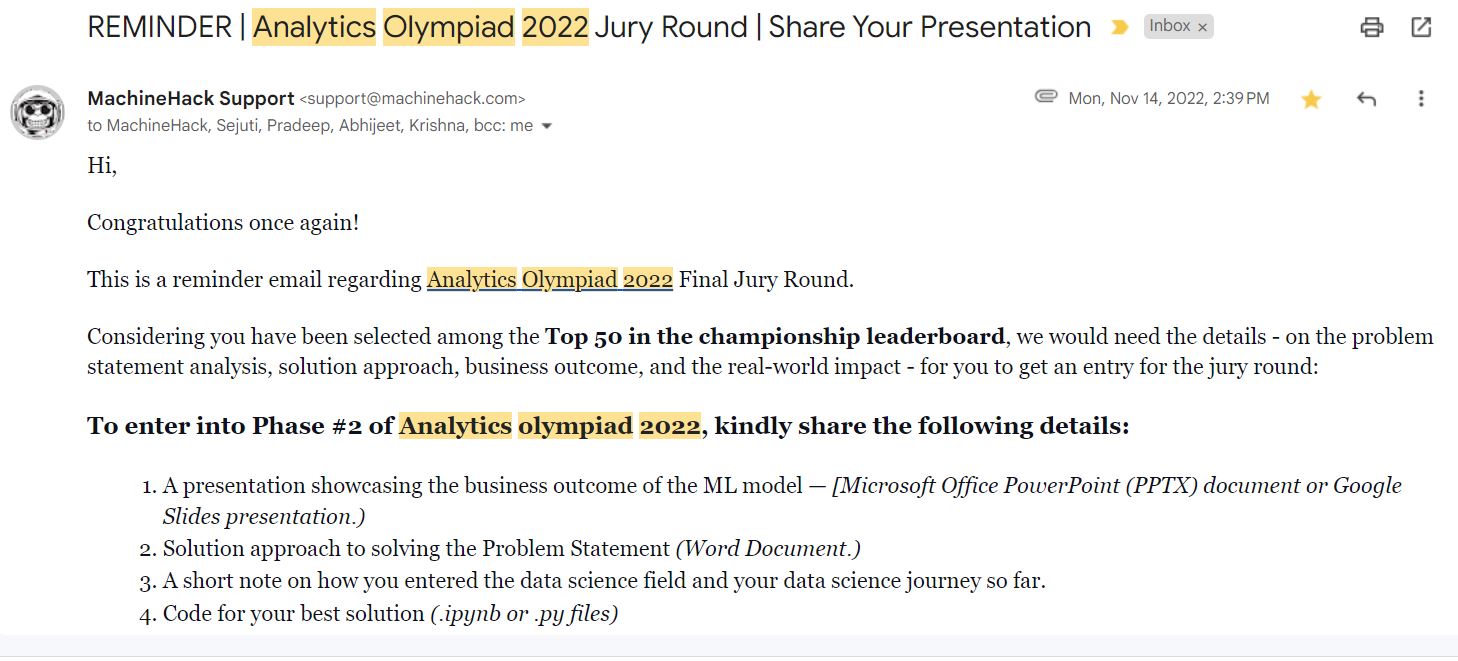 REMINDER | Analytics Olympiad 2022 Jury Round | Share Your Presentation Inbox ×
MachineHack Support <support@machinehack.com> Mon, Nov 14, 2022, 2:39 PM
to MachineHack, Sejuti, Pradeep, Abhijeet, Krishna, bcc: me
Hi,
Congratulations once again!
This is a reminder email regarding Analytics Olympiad 2022 Final Jury Round.
Considering you have been selected among the Top 50 in the championship leaderboard, we would need the details - on the problem
statement analysis, solution approach, business outcome, and the real-world impact - for you to get an entry for the jury round:
To enter into Phase #2 of Analytics olympiad 2022, kindly share the following details:
1. A presentation showcasing the business outcome of the ML model — [Microsoft Office PowerPoint (PPTX) document or Google
Slides presentation.)
2. Solution approach to solving the Problem Statement (Word Document.)
3. A short note on how you entered the data science field and your data science journey so far.
4. Code for your best solution (.ipynb or .py files)